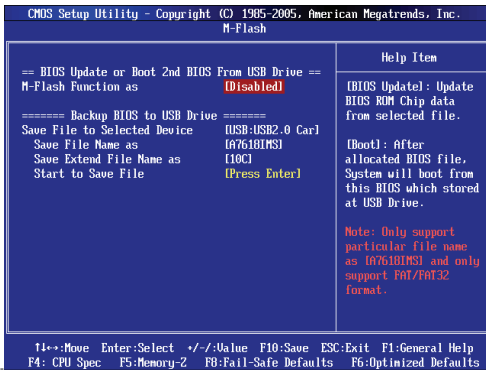 CMOS Setup Utility - Copyright (C) 1985-2005, American Megatrends, Inc.
M-Flash
== BIOS Update or Boot 2nd BIOS From USB Drive ==
M-Flash Function as [Disabled]
======= Backup BIOS to USB Drive =======
Save File to Selected Device [USB:USB2.0 Car]
Save File Name as [A7618IMS]
Save Extend File Name as [10C]
Start to Save File [Press Enter]
Help Item
[BIOS Update]: Update
BIOS ROM Chip data
from selected file.
[Boot]: After
allocated BIOS file,
System will boot from
this BIOS which stored
at USB Drive.
Note: Only support
particular file name
as [A7618IMS] and only
support FAT/FAT32
format.
↑↓←→:Move Enter:Select +/-/:Value F10:Save ESC:Exit F1:General Help
F4: CPU Spec F5:Memory-Z F8:Fail-Safe Defaults F6:Optimized Defaults